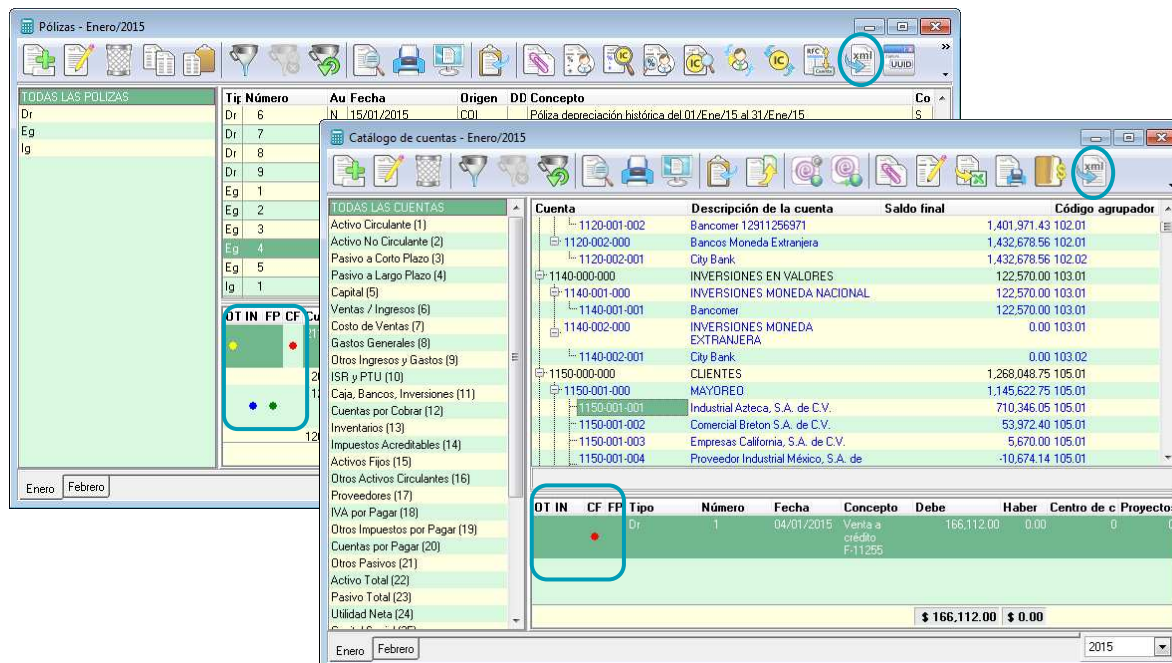 Pólizas - Enero/2015
RFC
Cuenta
xml
UUID
TODAS LAS POLIZAS
Dr
Eg
Ig
Tip Número Au Fecha Origen DD Concepto Co
Dr 6 N 15/01/2015 COI Póliza depreciación histórica del 01/Ene/15 al 31/Ene/15 S
Dr 7
Dr 8
Dr 9
Eg 1
Eg 2
Eg 3
Eg 4
Eg 5
Ig 1
OT IN FP CF Cu
Enero Febrero
Catálogo de cuentas - Enero/2015
xml
TODAS LAS CUENTAS
Activo Circulante (1)
Activo No Circulante (2)
Pasivo a Corto Plazo (3)
Pasivo a Largo Plazo (4)
Capital (5)
Ventas / Ingresos (6)
Costo de Ventas (7)
Gastos Generales (8)
Otros Ingresos y Gastos (9)
ISR y PTU (10)
Caja, Bancos, Inversiones (11)
Cuentas por Cobrar (12)
Inventarios (13)
Impuestos Acreditables (14)
Activos Fijos (15)
Otros Activos Circulantes (16)
Proveedores (17)
IVA por Pagar (18)
Otros Impuestos por Pagar (19)
Cuentas por Pagar (20)
Otros Pasivos (21)
Activo Total (22)
Pasivo Total (23)
Utilidad Neta (24)
Cuenta Descripción de la cuenta Saldo final Código agrupador
1120-001-002 Bancomer 12911256971 1,401,971.43 102.01
1120-002-000 Bancos Moneda Extranjera 1,432,678.56 102.01
1120-002-001 City Bank 1,432,678.56 102.02
1140-000-000 INVERSIONES EN VALORES 122,570.00 103.01
1140-001-000 INVERSIONES MONEDA NACIONAL 122,570.00 103.01
1140-001-001 Bancomer 122,570.00 103.01
1140-002-000 INVERSIONES MONEDA 0.00 103.01
EXTRANJERA
1140-002-001 City Bank 0.00 103.02
1150-000-000 CLIENTES 1,268,048.75 105.01
1150-001-000 MAYOREO 1,145,622.75 105.01
1150-001-001 Industrial Azteca, S.A. de C.V. 710,346.05 105.01
1150-001-002 Comercial Breton S.A. de C.V. 53,972.40 105.01
1150-001-003 Empresas California, S.A. de C.V. 5,670.00 105.01
1150-001-004 Proveedor Industrial México, S.A. de -10,674.14 105.01
OT IN CF FP Tipo Número Fecha Concepto Debe Haber Centro de c Proyectos
Dr 1 04/01/2015 Venta a 166,112.00 0.00 0 0
crédito
F-11255
$ 166,112.00 $ 0.00
Enero Febrero
2015